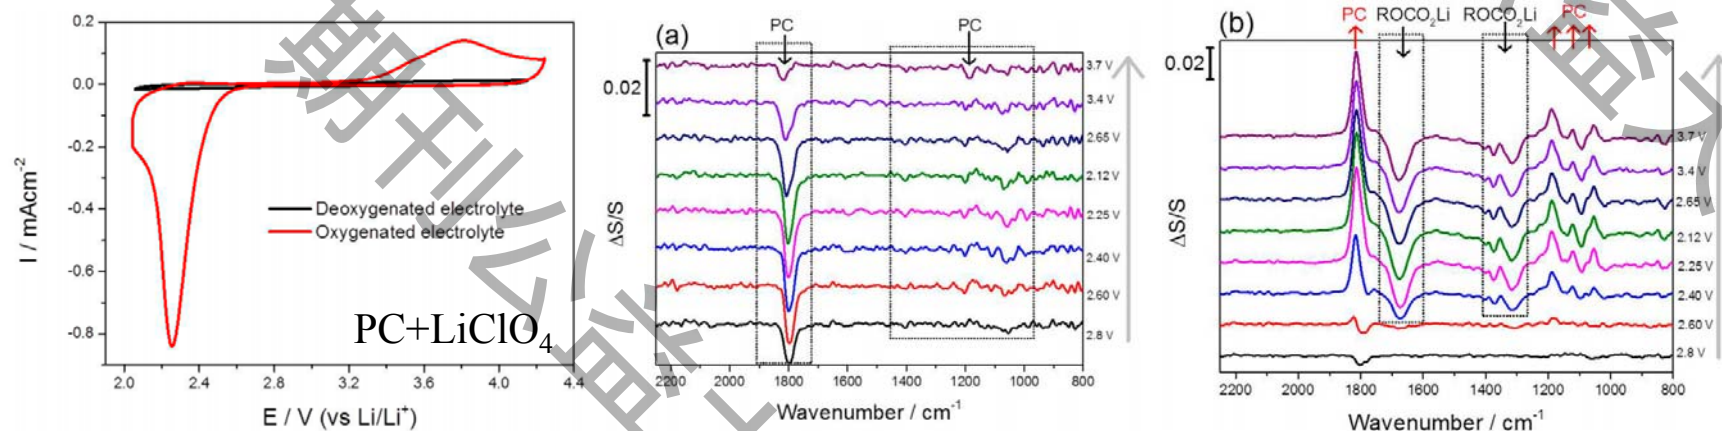 0.2
0.0
-0.2
-0.4
-0.6
-0.8
I / mAcm-2
Deoxygenated electrolyte
Oxygenated electrolyte
PC+LiClO4
2.0 2.4 2.8 3.2 3.6 4.0 4.4
E / V (vs Li/Li+)
(a)
PC PC
0.02
ΔS/S
3.7 V
3.4 V
2.65 V
2.12 V
2.25 V
2.40 V
2.60 V
2.8 V
2200 2000 1800 1600 1400 1200 1000 800
Wavenumber / cm-1
(b)
PC ROCO2Li ROCO2Li PC
0.02
ΔS/S
3.7 V
3.4 V
2.65 V
2.12 V
2.25 V
2.40 V
2.60 V
2.8 V
2200 2000 1800 1600 1400 1200 1000 800
Wavenumber / cm-1
期刊公益
益